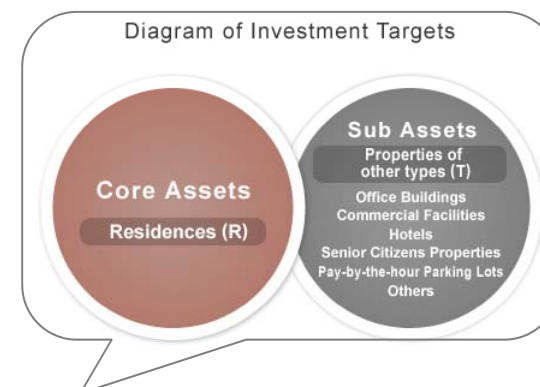 Diagram of Investment Targets
Core Assets
Residences (R)
Sub Assets
Properties of
other types (T)
Office Buildings
Commercial Facilities
Hotels
Senior Citizens Properties
Pay-by-the-hour Parking Lots
Others